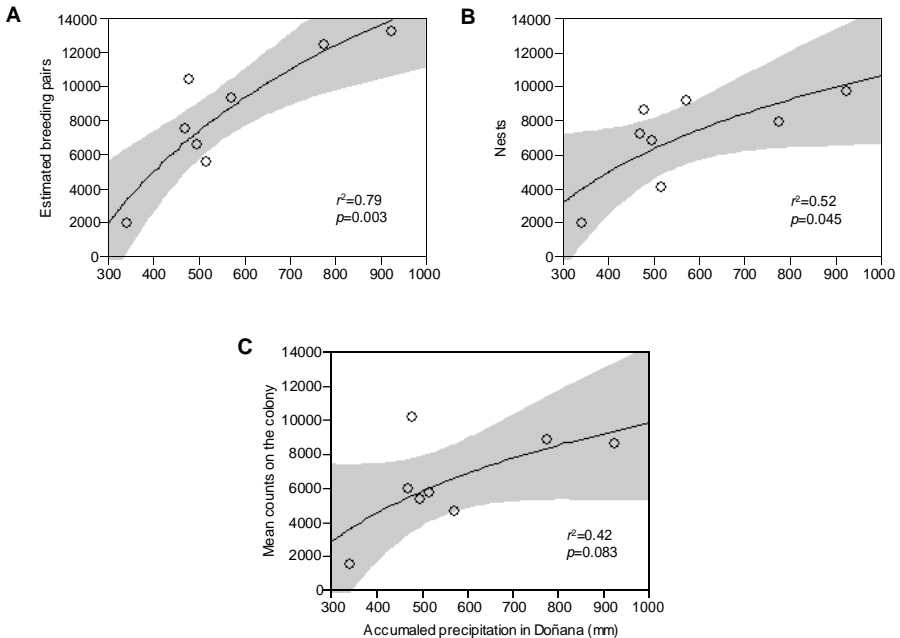 A
14000
12000
10000
8000
6000
4000
2000
0
Estimated breeding pairs
r²=0.79
p=0.003
300 400 500 600 700 800 900 1000
B
14000
12000
10000
8000
6000
4000
2000
0
Nests
r²=0.52
p=0.045
300 400 500 600 700 800 900 1000
C
14000
12000
10000
8000
6000
4000
2000
0
Mean counts on the colony
r²=0.42
p=0.083
300 400 500 600 700 800 900 1000
Accumaled precipitation in Doñana (mm)